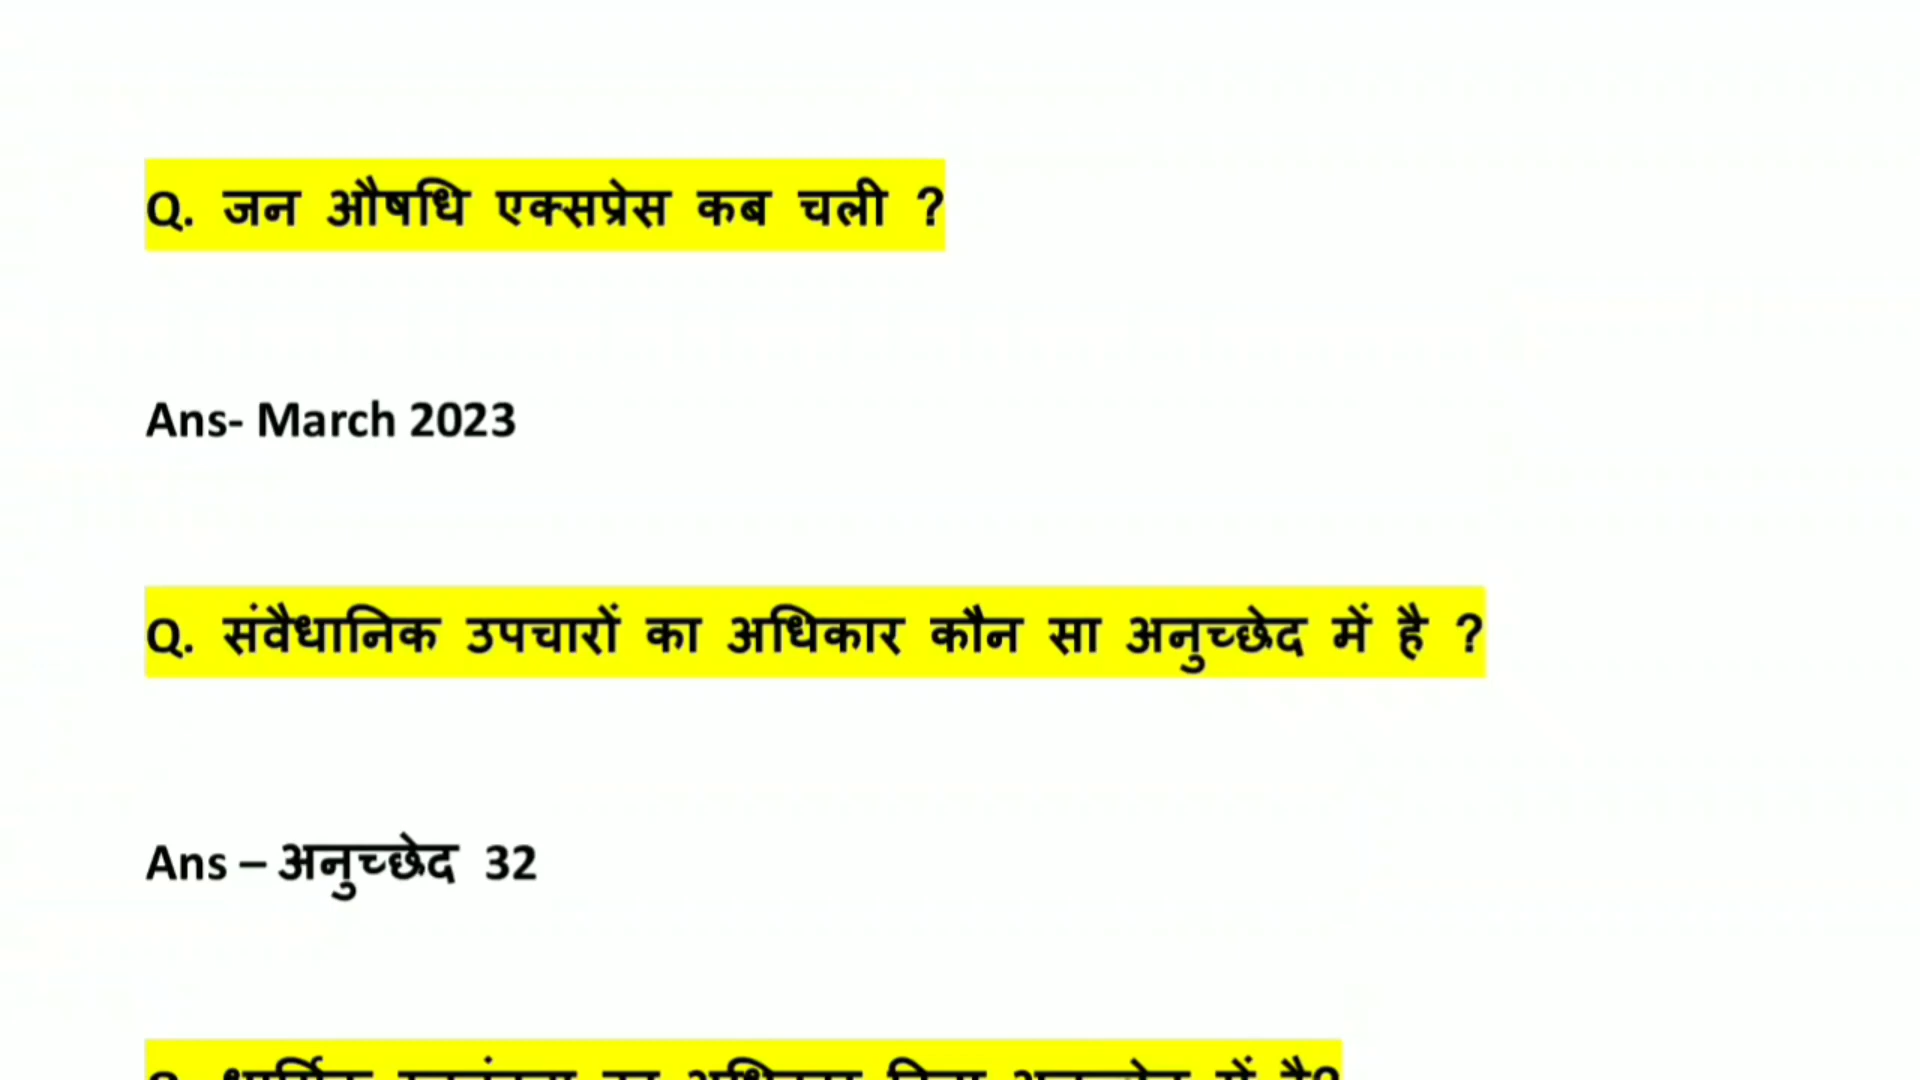 Q. जन औषधि एक्सप्रेस कब चली ?
Ans- March 2023
Q. संवैधानिक उपचारों का अधिकार कौन सा अनुच्छेद में है ?
Ans – अनुच्छेद 32